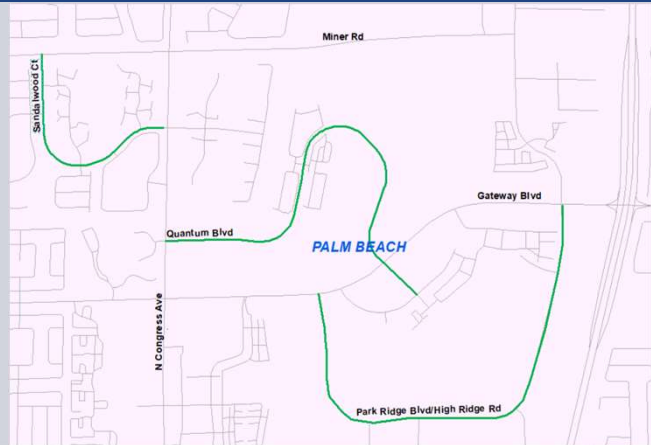 Miner Rd
Sandalwood Ct
Gateway Blvd
Quantum Blvd
PALM BEACH
N Congress Ave
Park Ridge Blvd/High Ridge Rd